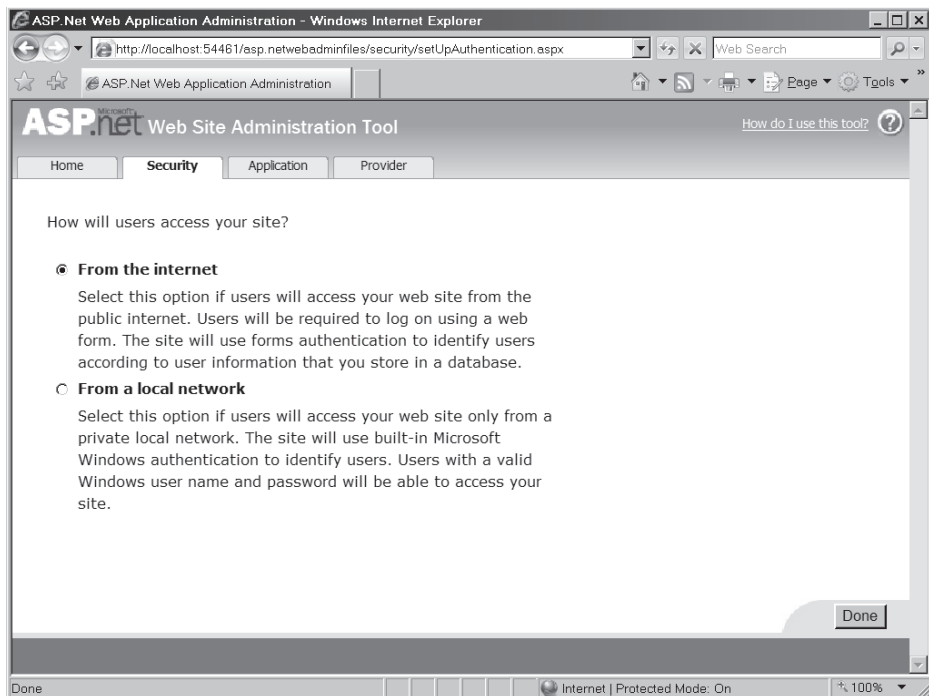 ASP.Net Web Application Administration - Windows Internet Explorer
http://localhost:54461/asp.netwebadminfiles/security/setUpAuthentication.aspx
Web Search
ASP.Net Web Application Administration
Page
Tools
Microsoft
ASP.net Web Site Administration Tool
How do I use this tool? ?
Home Security Application Provider
How will users access your site?
From the internet
Select this option if users will access your web site from the
public internet. Users will be required to log on using a web
form. The site will use forms authentication to identify users
according to user information that you store in a database.
From a local network
Select this option if users will access your web site only from a
private local network. The site will use built-in Microsoft
Windows authentication to identify users. Users with a valid
Windows user name and password will be able to access your
site.
Done
Done
Internet | Protected Mode: On
100%